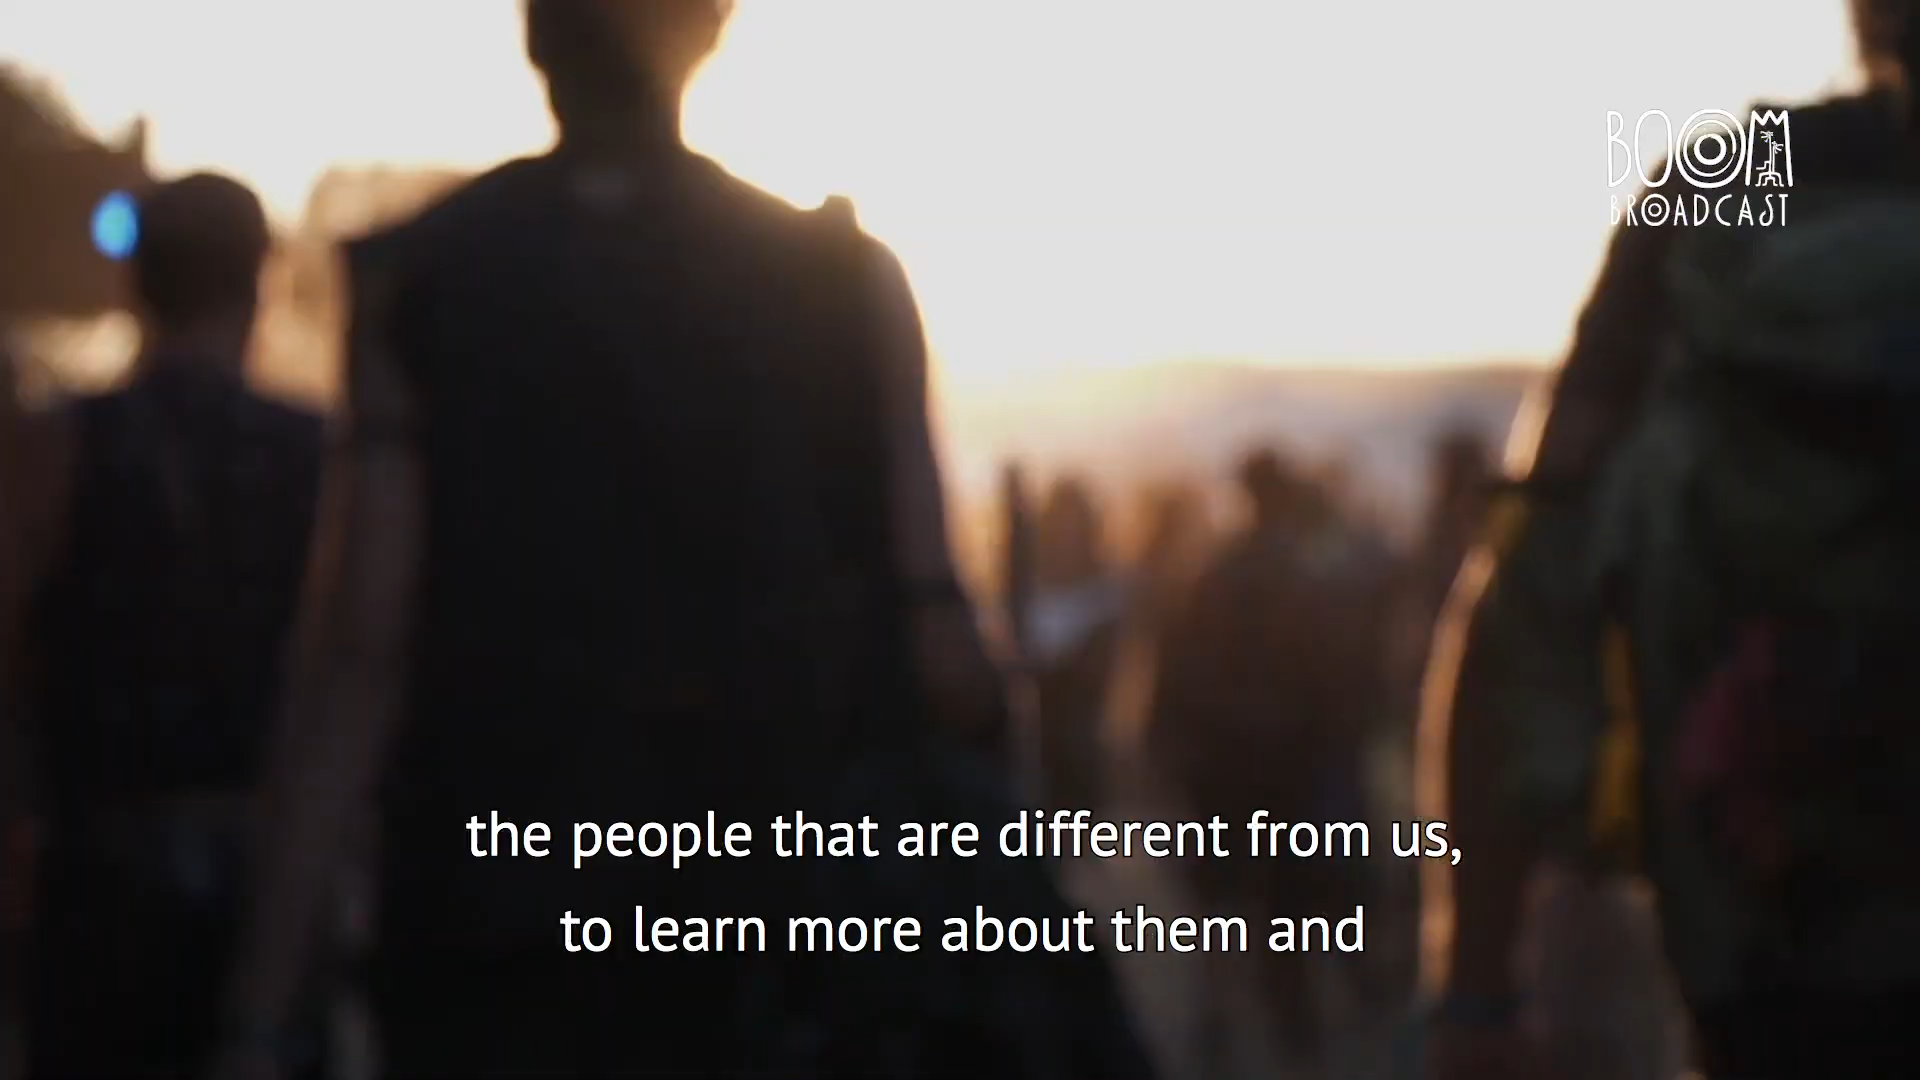 BOOM
BROADCAST
the people that are different from us,
to learn more about them and